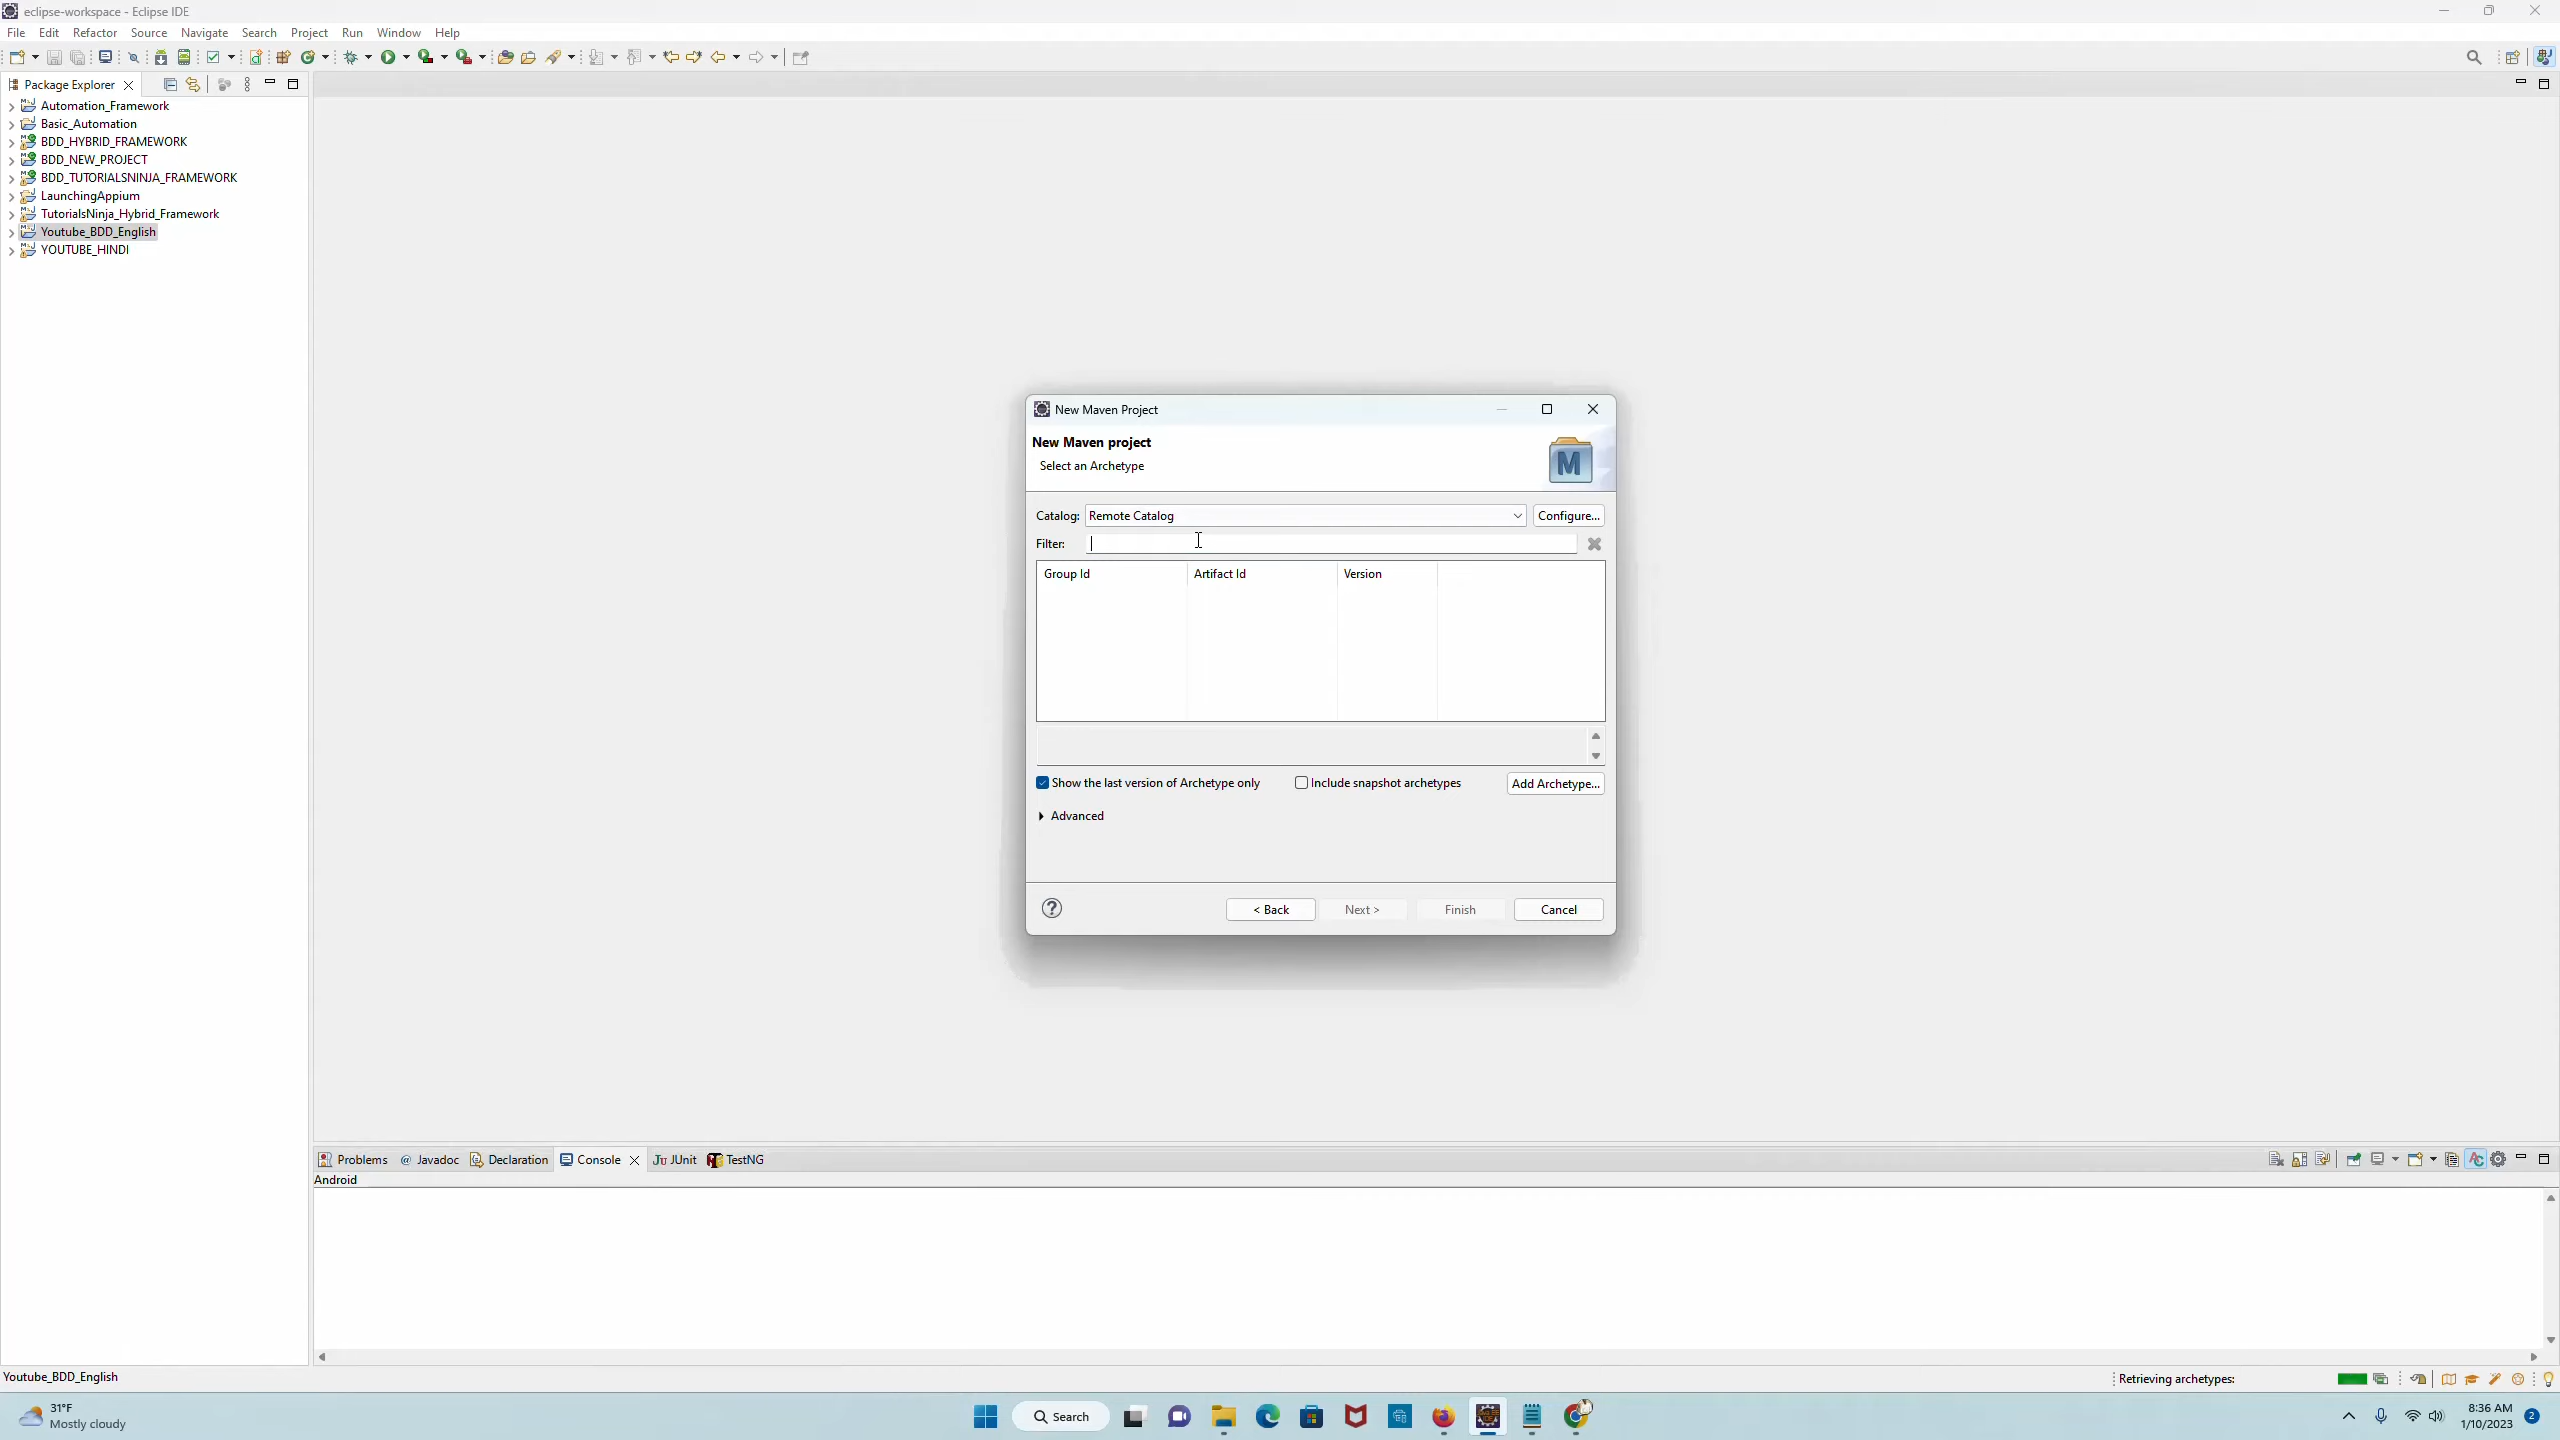 eclipse-workspace - Eclipse IDE
File Edit Refactor Source Navigate Search Project Run Window Help
Package Explorer
Automation_Framework
Basic_Automation
BDD_HYBRID_FRAMEWORK
BDD_NEW_PROJECT
BDD_TUTORIALSNINJA_FRAMEWORK
LaunchingAppium
TutorialsNinja_Hybrid_Framework
Youtube_BDD_English
YOUTUBE_HINDI
New Maven Project
New Maven project
Select an Archetype
M
Catalog: Remote Catalog Configure...
Filter:
Group Id Artifact Id Version
Show the last version of Archetype only Include snapshot archetypes Add Archetype...
Advanced
? < Back Next > Finish Cancel
Problems @ Javadoc Declaration Console Ju JUnit TestNG
Android
Youtube_BDD_English Retrieving archetypes:
31°F
Mostly cloudy
Search
8:36 AM
1/10/2023
2